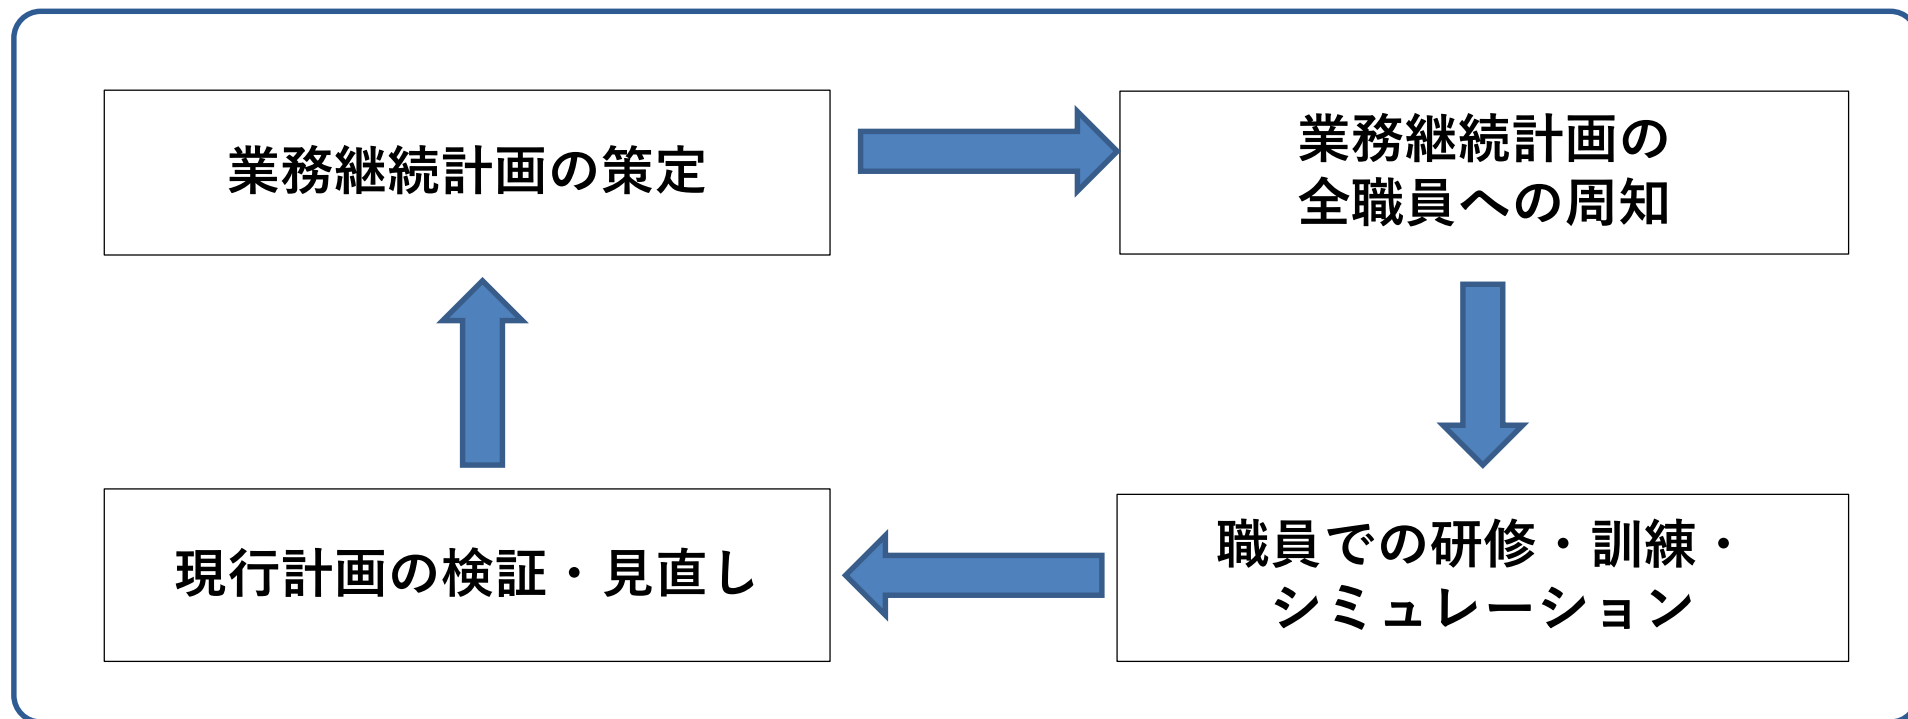 業務継続計画の策定
業務継続計画の
全職員への周知
現行計画の検証・見直し
職員での研修・訓練・
シミュレーション